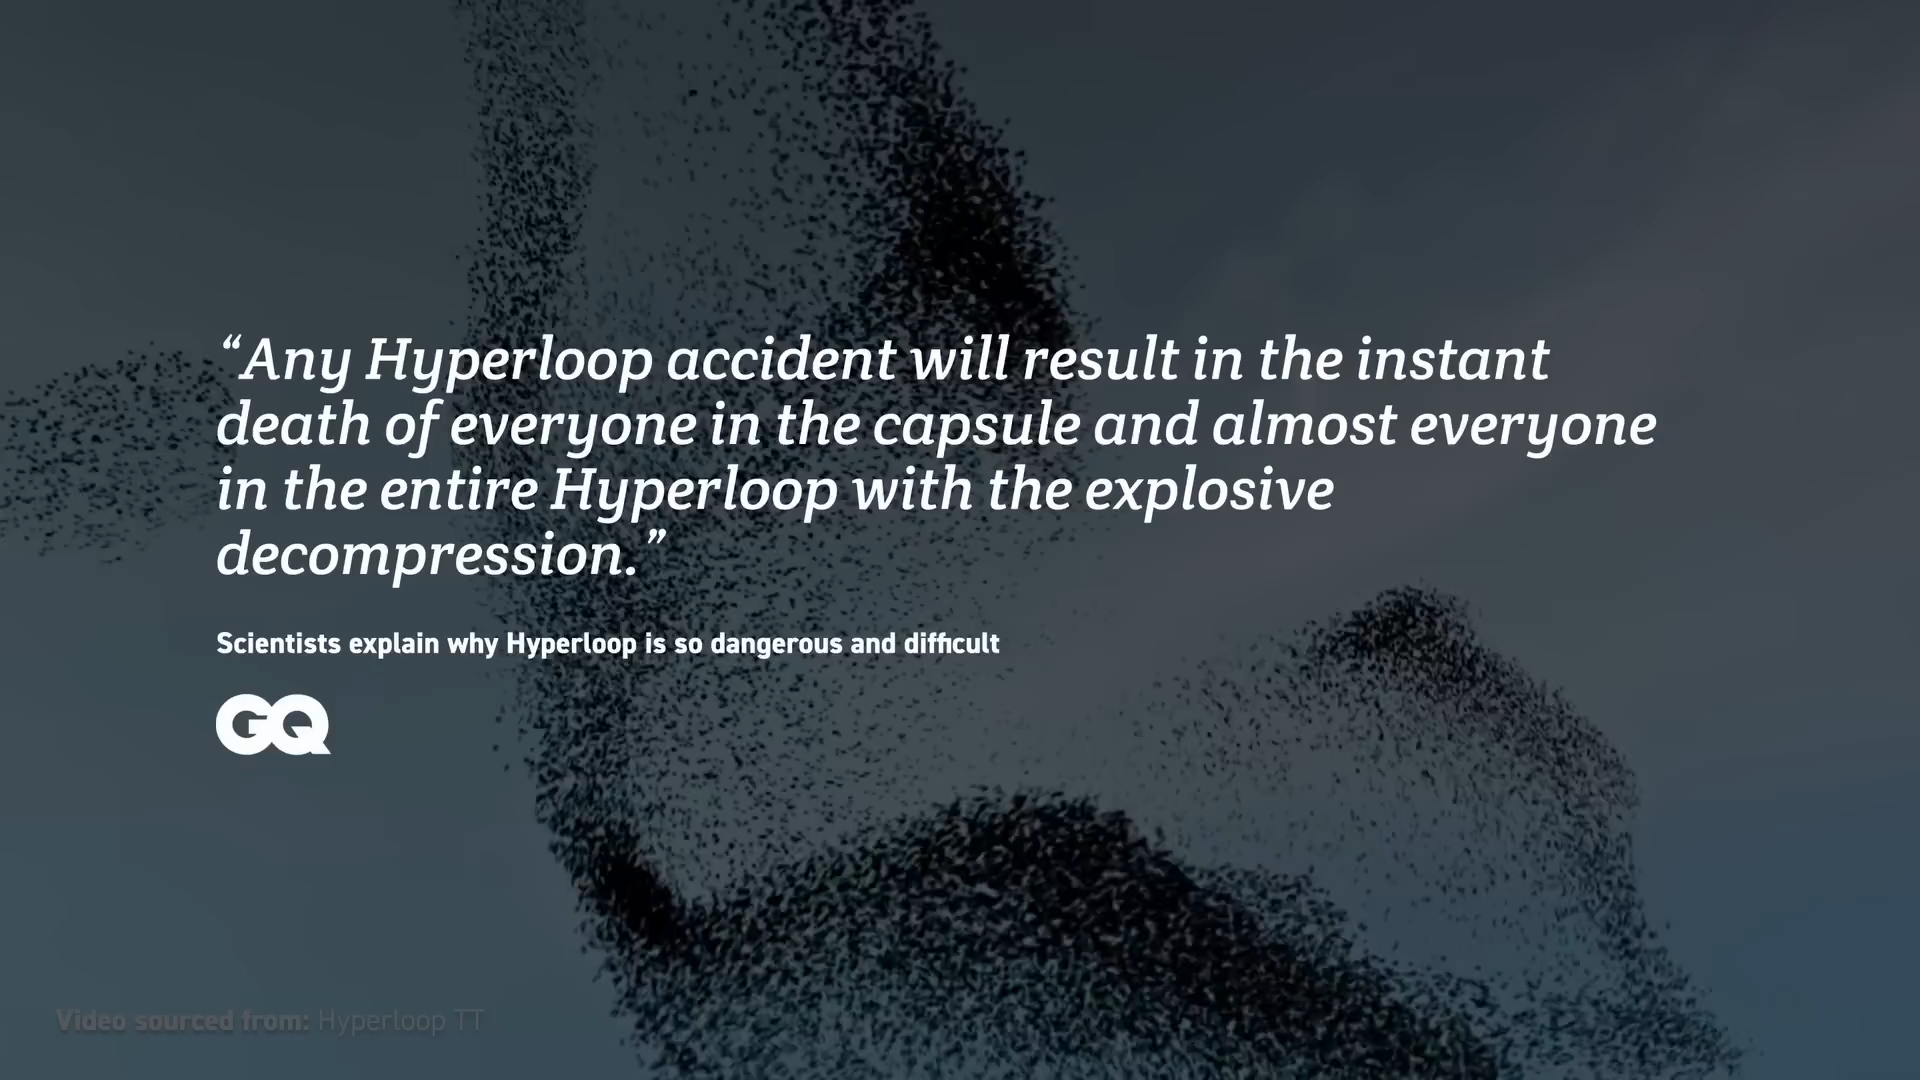 “Any Hyperloop accident will result in the instant
death of everyone in the capsule and almost everyone
in the entire Hyperloop with the explosive
decompression.”
Scientists explain why Hyperloop is so dangerous and difficult
GQ
Video sourced from: Hyperloop TT